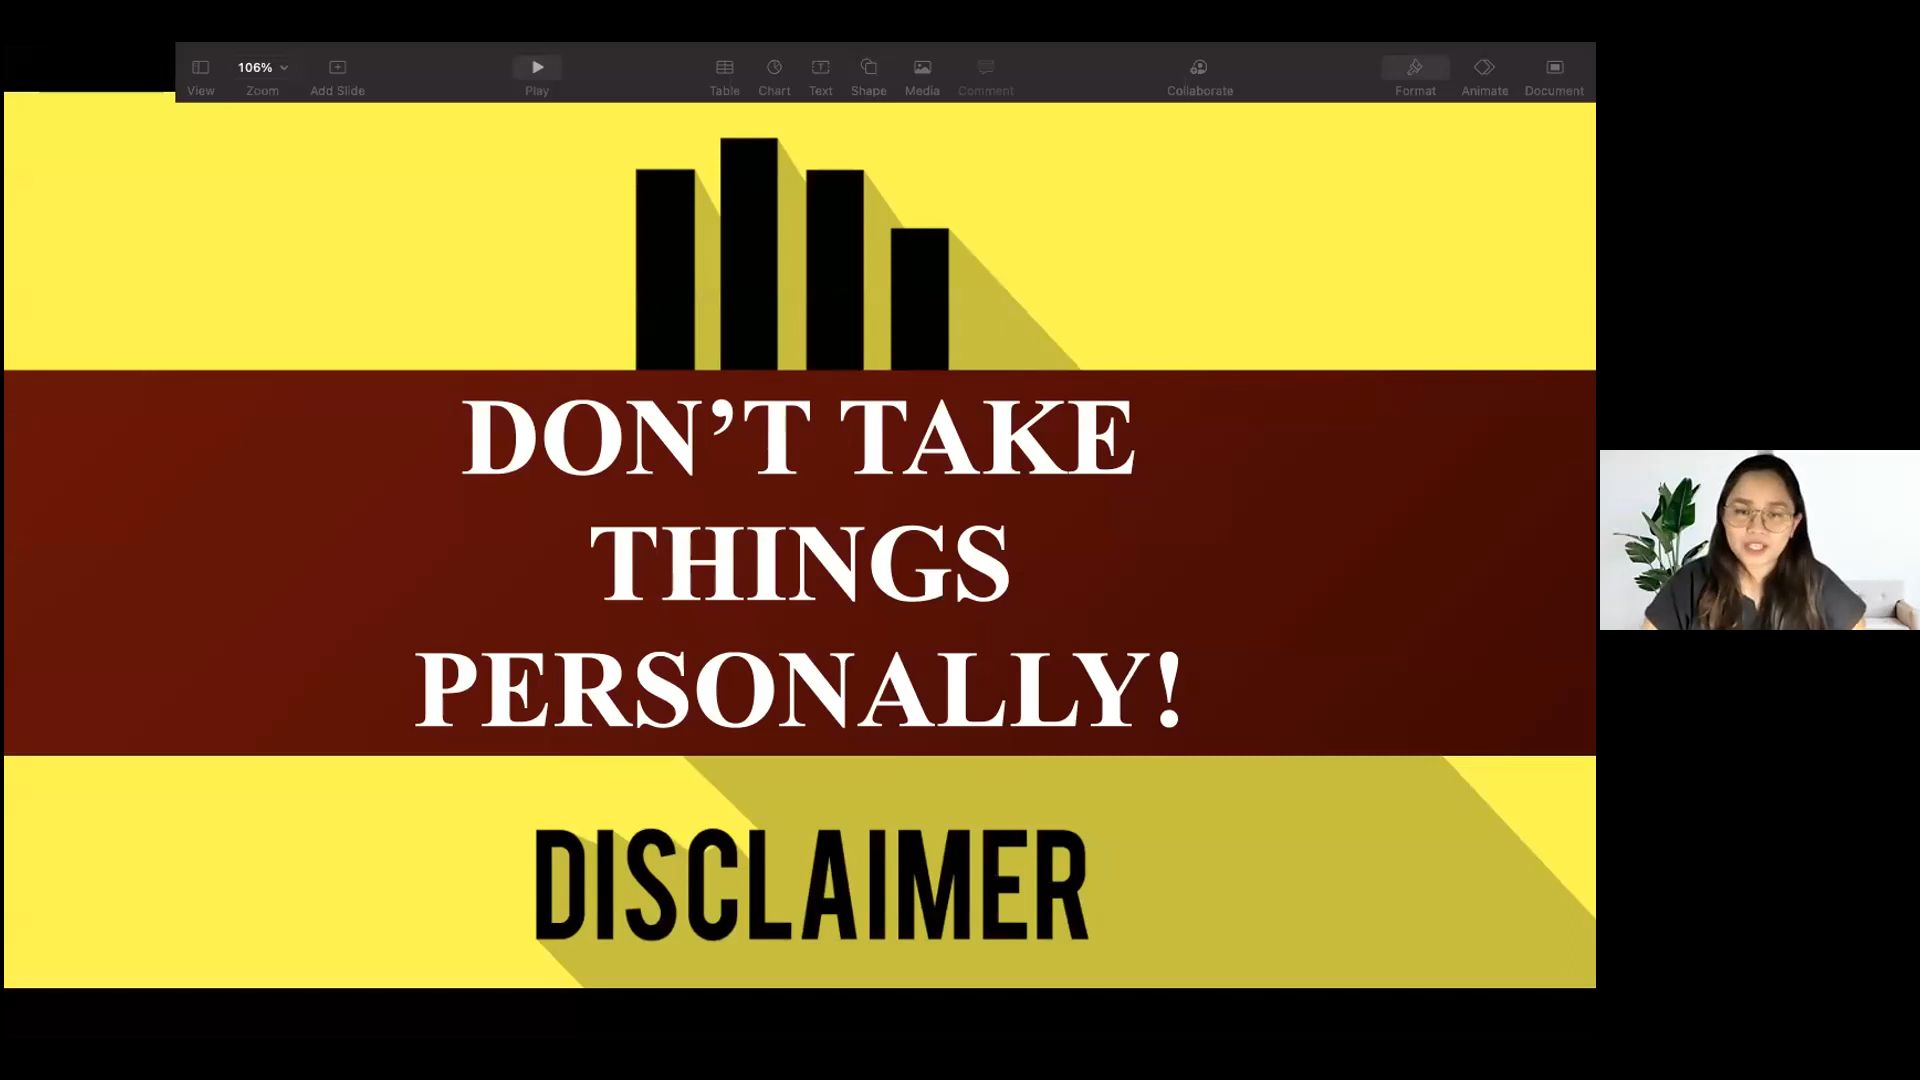 106%
View Zoom Add Slide Play Table Chart Text Shape Media Comment Collaborate Format Animate Document
DON’T TAKE
THINGS
PERSONALLY!
DISCLAIMER